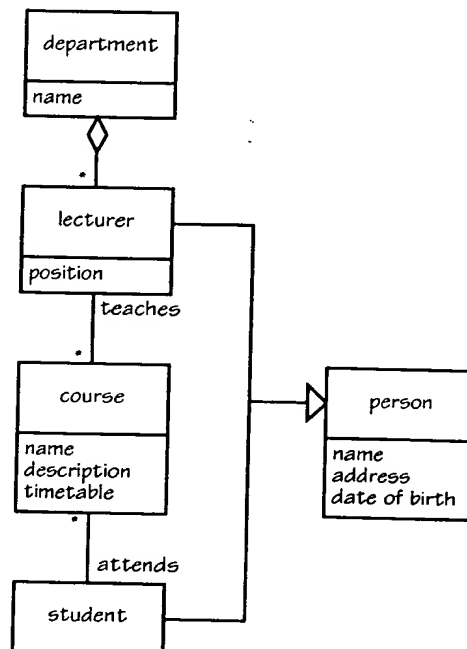 department
name
*
lecturer
position
teaches
*
course
name
description
timetable
*
attends
student
person
name
address
date of birth